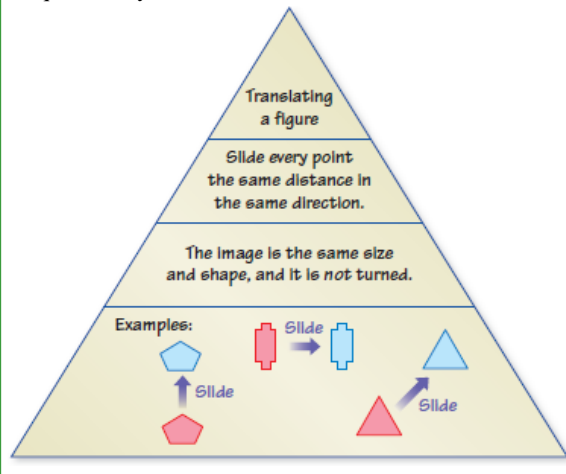 Translating
a figure
Slide every point
the same distance in
the same direction.
The image is the same size
and shape, and it is not turned.
Examples:
Slide
Slide
Slide